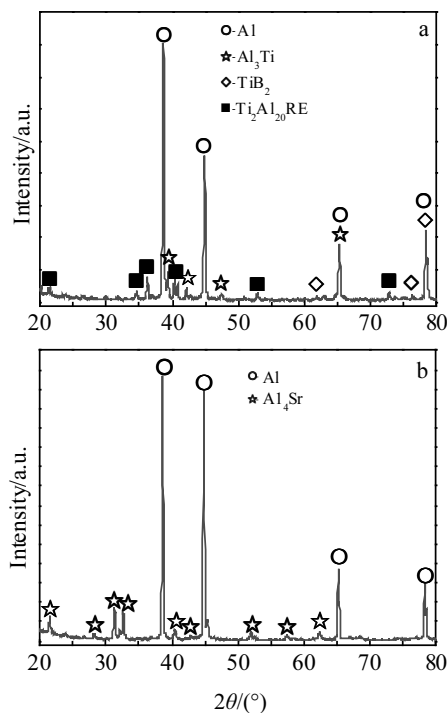 a
Al
Al₃Ti
TiB₂
Ti₂Al₂₀RE
Intensity/a.u.
20 30 40 50 60 70 80
b
Al
Al₄Sr
Intensity/a.u.
20 30 40 50 60 70 80
2θ/(°)